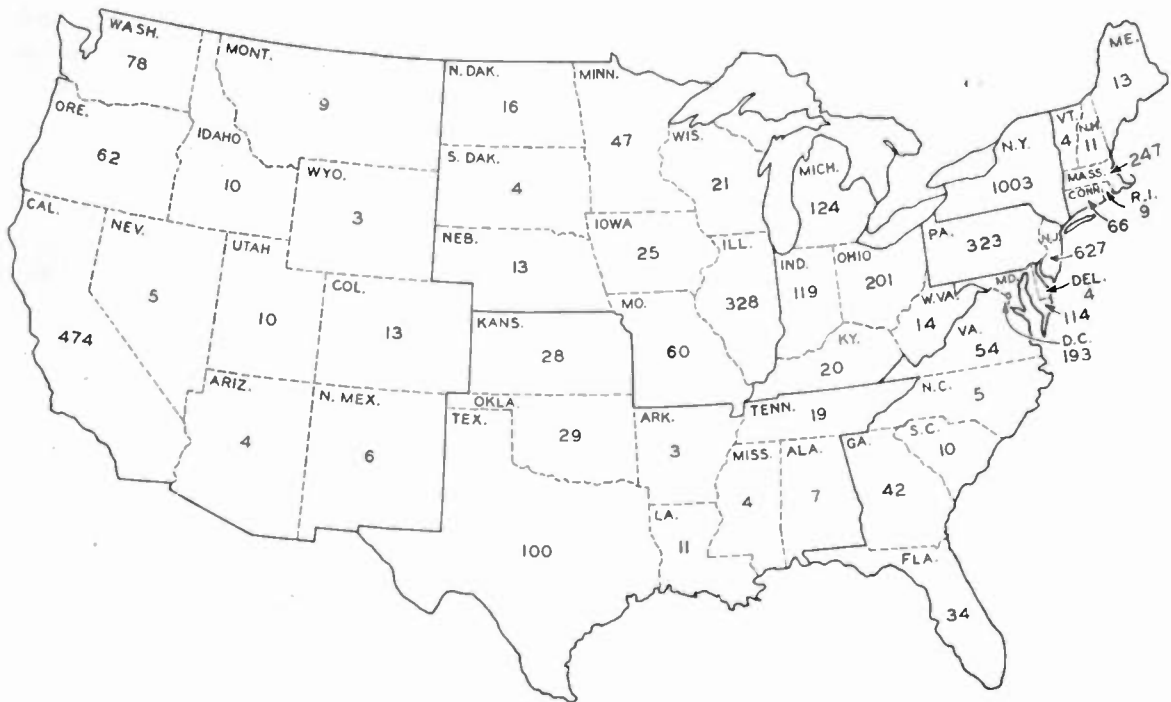 WASH.
78
MONT.
9
N. DAK.
16
MINN.
47
ME.
13
ORE.
62
IDAHO
10
WYO.
3
S. DAK.
4
WIS.
21
MICH.
124
N.Y.
1003
VT.
4
N.H.
11
MASS.
247
CONN.
66
R.I.
9
CAL.
474
NEV.
5
UTAH
10
COL.
13
NEB.
13
IOWA
25
ILL.
328
IND.
119
OHIO
201
PA.
323
N.J.
627
DEL.
4
MD.
114
D.C.
193
W.VA.
14
VA.
54
KANS.
28
MO.
60
KY.
20
ARIZ.
4
N. MEX.
6
OKLA.
29
TEX.
100
ARK.
3
TENN.
19
N.C.
5
S.C.
10
MISS.
4
ALA.
7
GA.
42
LA.
11
FLA.
34